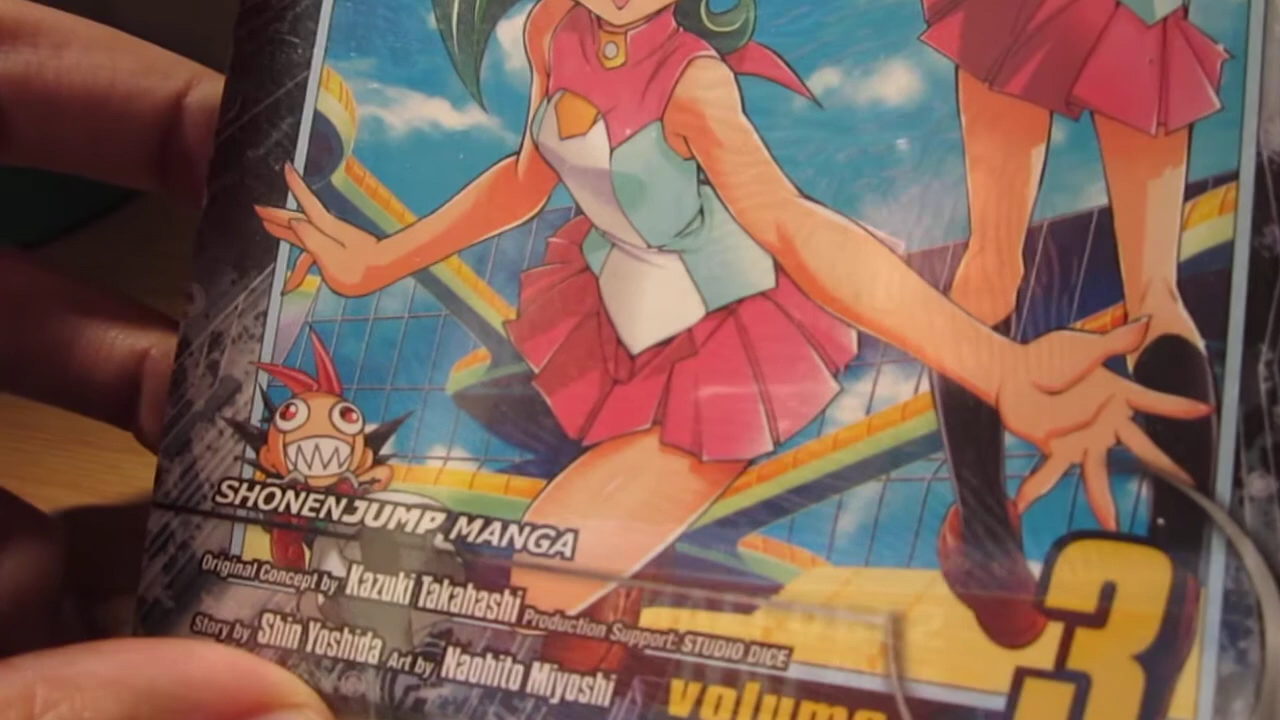 SHONENJUMP MANGA
Original Concept by Kazuki Takahashi Production Support: STUDIO DICE
Story by Shin Yoshida Art by Naohito Miyoshi
volume 3